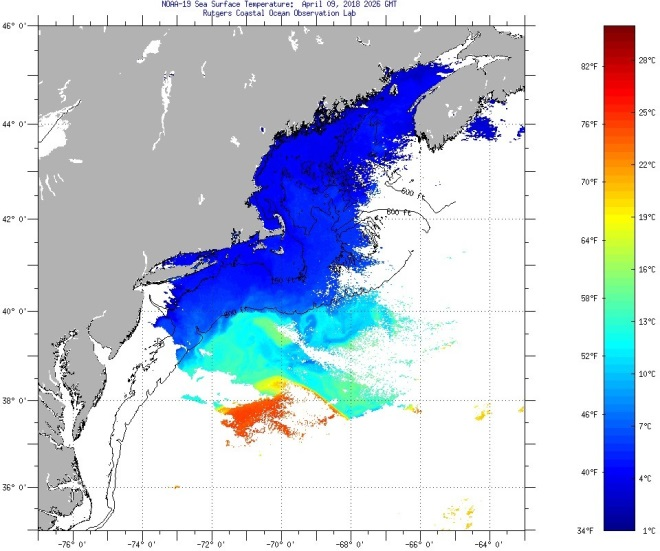 NOAA-19 Sea Surface Temperature: April 09, 2018 2026 GMT
Rutgers Coastal Ocean Observation Lab
46° 0'
44° 0'
42° 0'
40° 0'
38° 0'
36° 0'
600 ft
600 ft
-76° 0'
-74° 0'
-72° 0'
-70° 0'
-68° 0'
-66° 0'
-64° 0'
82°F
76°F
70°F
64°F
58°F
52°F
46°F
40°F
34°F
28°C
25°C
22°C
19°C
16°C
13°C
10°C
7°C
4°C
1°C